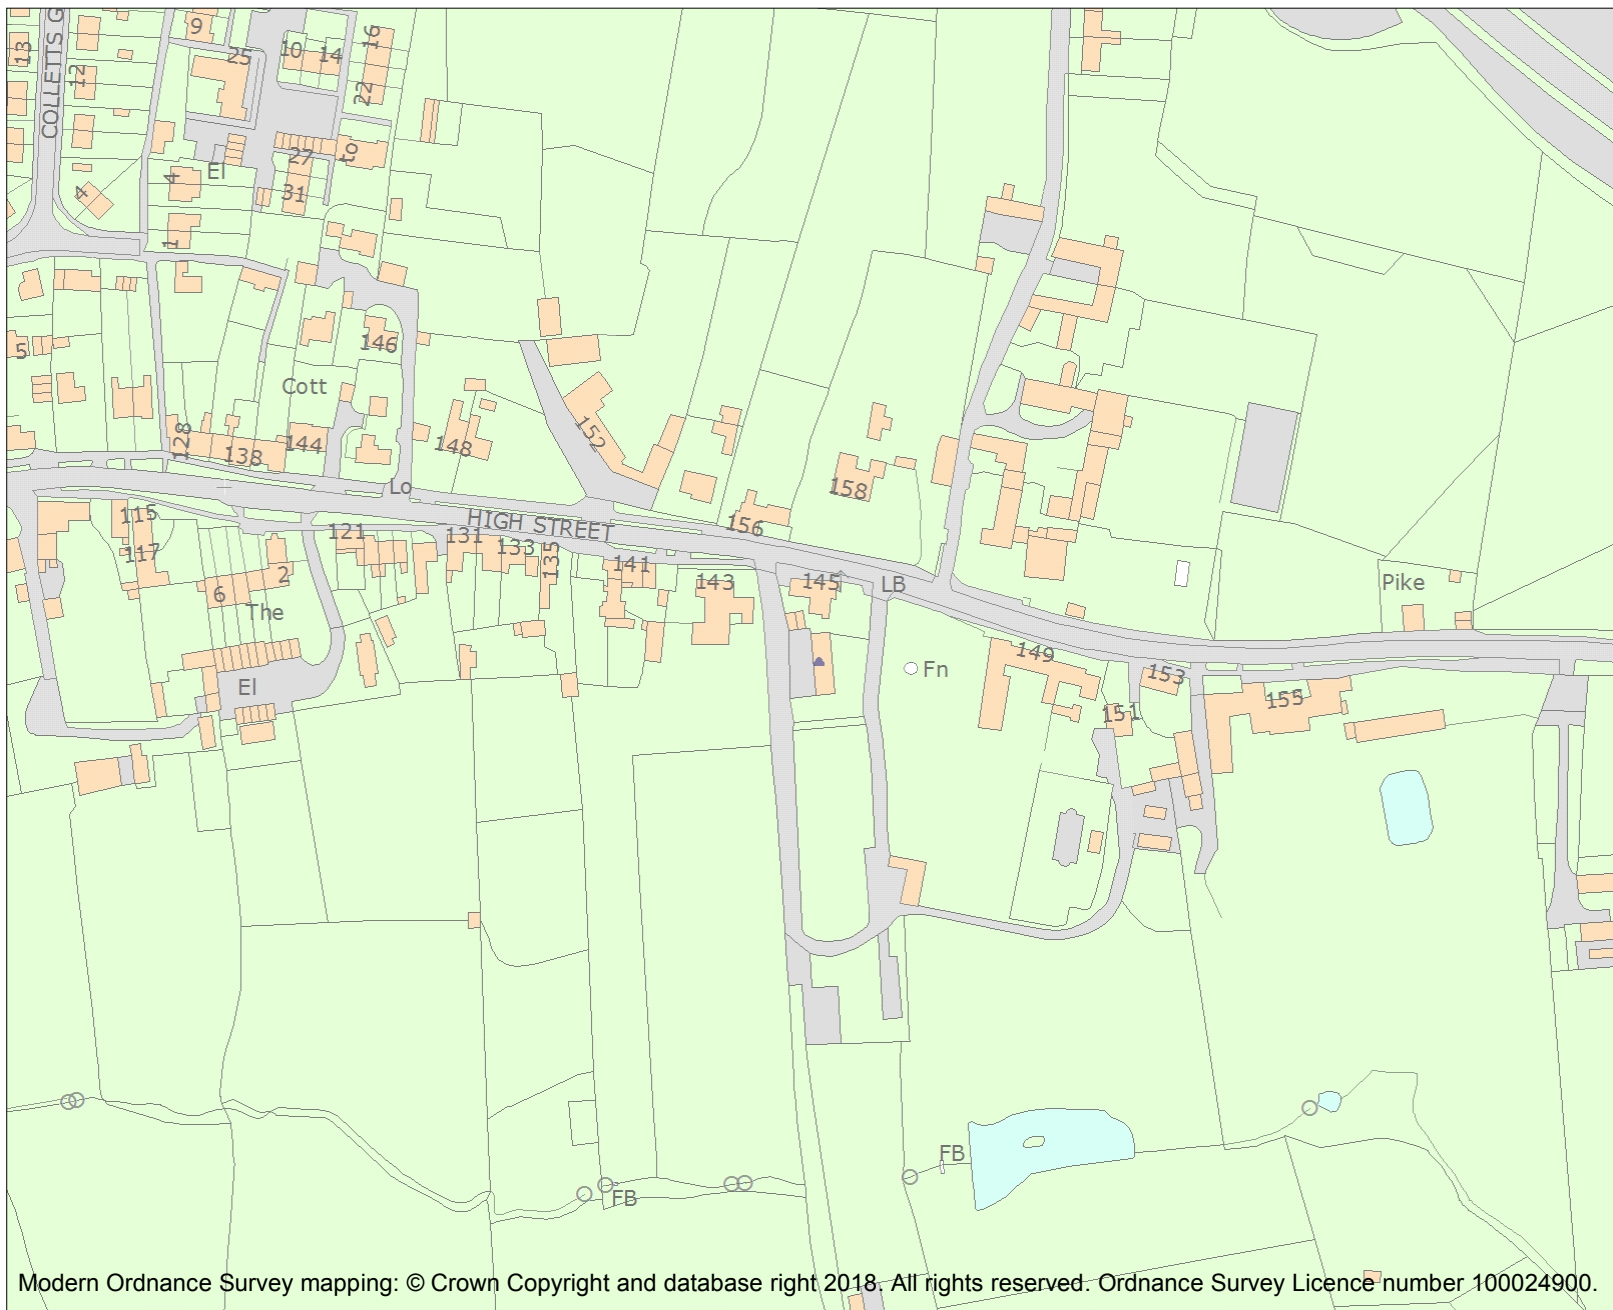 9
16
13
25
10
14
COLLETTS G
12
22
to
27
El
4
31
4
1
5
146
Cott
128
144
152
138
148
Lo
158
115
HIGH STREET
156
121
131
133
135
117
141
2
143
145
LB
Pike
6
The
149
Fn
153
El
155
151
FB
FB
Modern Ordnance Survey mapping: © Crown Copyright and database right 2018. All rights reserved. Ordnance Survey Licence number 100024900.